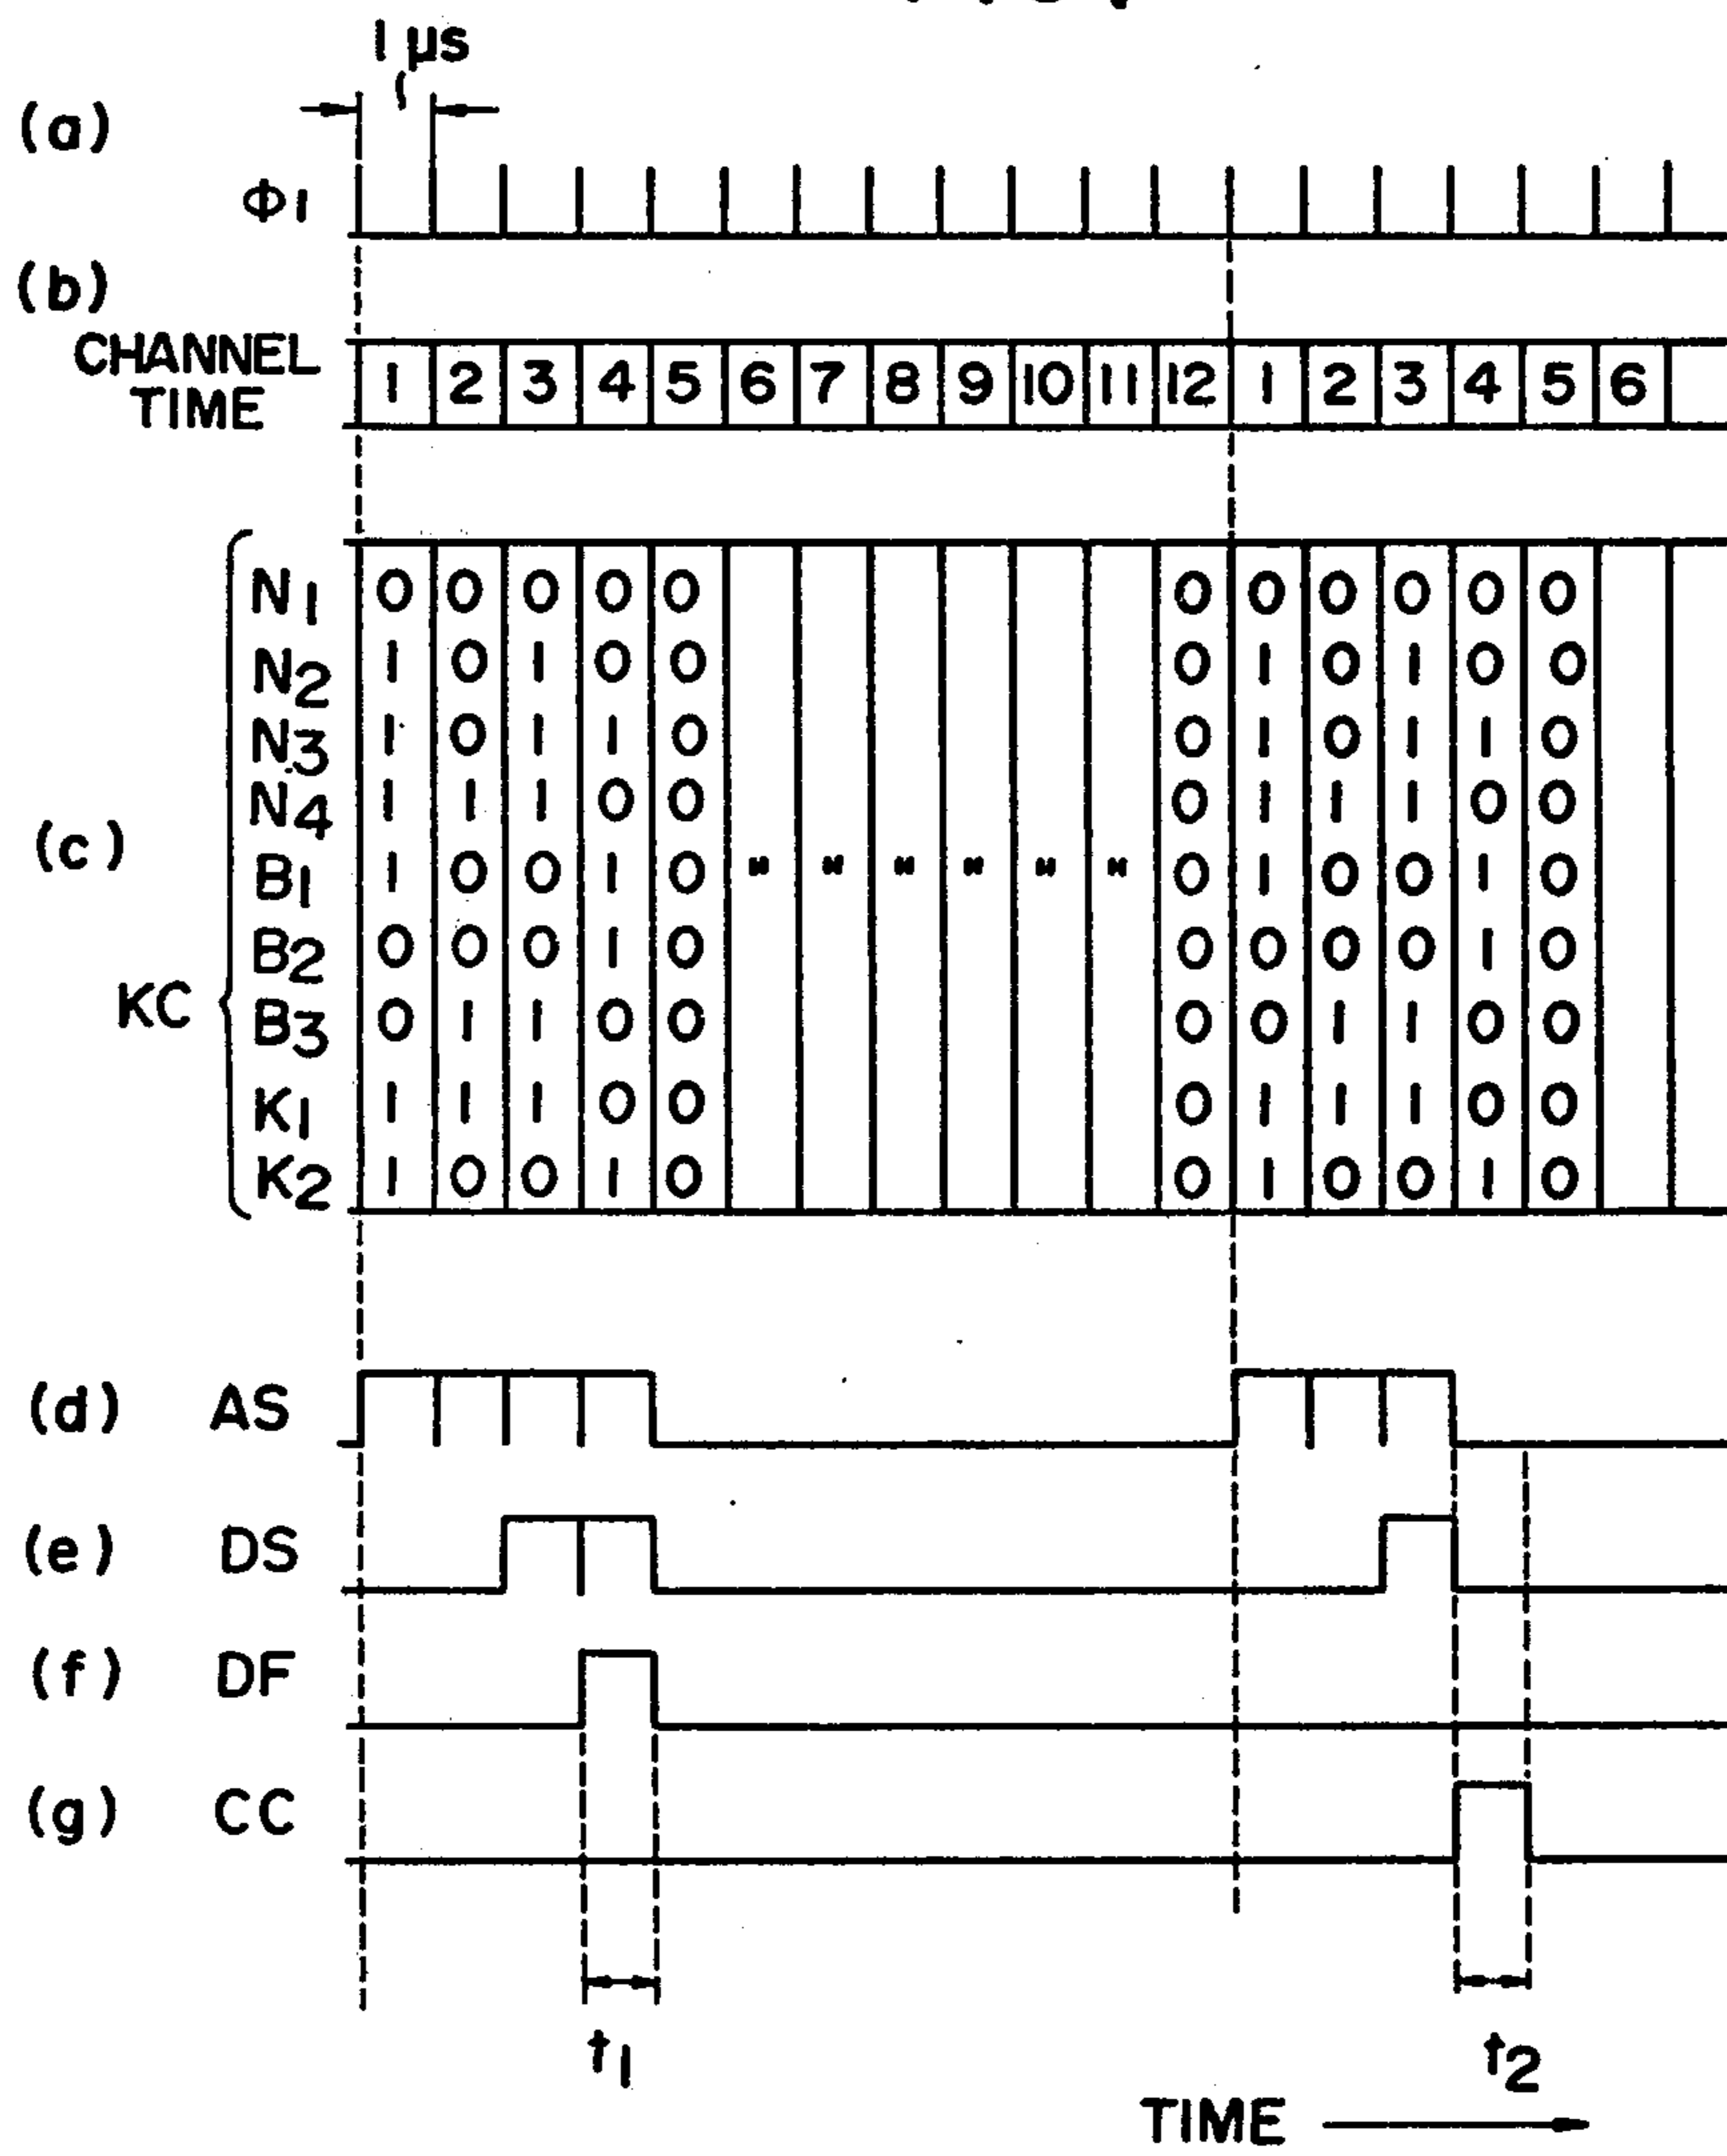 1 μs
(a)
Φ1
(b)
CHANNEL TIME 1 2 3 4 5 6 7 8 9 10 11 12 1 2 3 4 5 6
(c)
KC
N1 0 0 0 0 0 0 0 0 0 0 0
N2 1 0 1 0 0 0 1 0 1 0 0
N3 1 0 1 1 0 0 1 0 1 1 0
N4 1 1 1 0 0 0 1 1 1 0 0
B1 1 0 0 1 0 " " " " " " 0 1 0 0 1 0
B2 0 0 0 1 0 0 0 0 0 1 0
B3 0 1 1 0 0 0 0 1 1 0 0
K1 1 1 1 0 0 0 1 1 1 0 0
K2 1 0 0 1 0 0 1 0 0 1 0
(d) AS
(e) DS
(f) DF
(g) CC
t1 t2
TIME